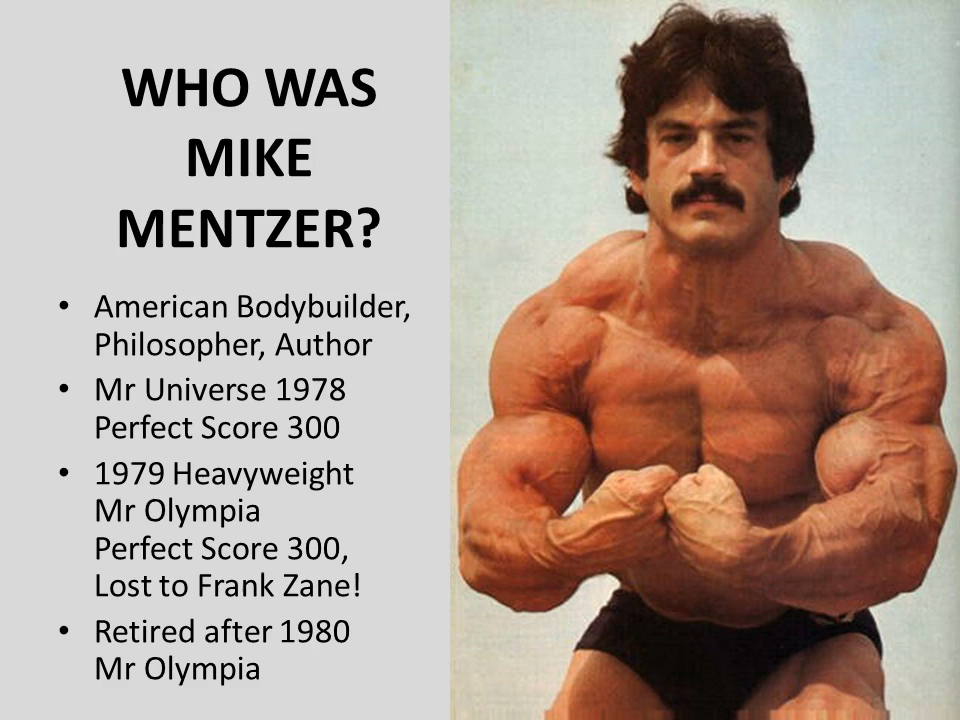 WHO WAS
MIKE
MENTZER?
• American Bodybuilder,
Philosopher, Author
• Mr Universe 1978
Perfect Score 300
• 1979 Heavyweight
Mr Olympia
Perfect Score 300,
Lost to Frank Zane!
• Retired after 1980
Mr Olympia